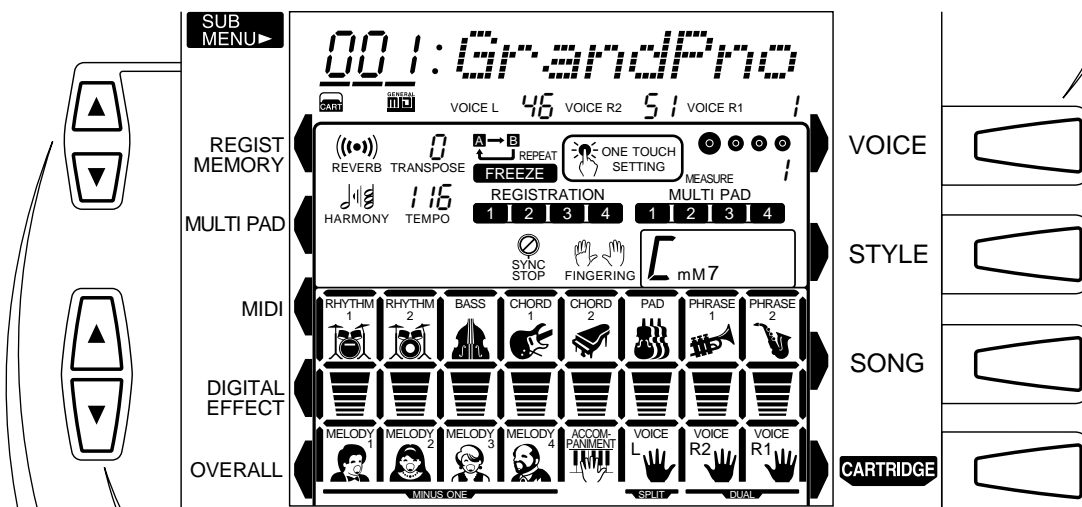 SUB
MENU►
001:GrandPno
CART
GENERAL
MIDI
VOICE L 46 VOICE R2 51 VOICE R1 1
REGIST
MEMORY
MULTI PAD
MIDI
DIGITAL
EFFECT
OVERALL
REVERB
0
TRANSPOSE
A→B
REPEAT
FREEZE
ONE TOUCH
SETTING
MEASURE 1
HARMONY
116
TEMPO
REGISTRATION
1 2 3 4
MULTI PAD
1 2 3 4
SYNC
STOP
FINGERING
C mM7
RHYTHM
1
RHYTHM
2
BASS
CHORD
1
CHORD
2
PAD
PHRASE
1
PHRASE
2
MELODY
1
MELODY
2
MELODY
3
MELODY
4
ACCOM-
PANIMENT
VOICE
L
VOICE
R2
VOICE
R1
MINUS ONE
SPLIT
DUAL
VOICE
STYLE
SONG
CARTRIDGE